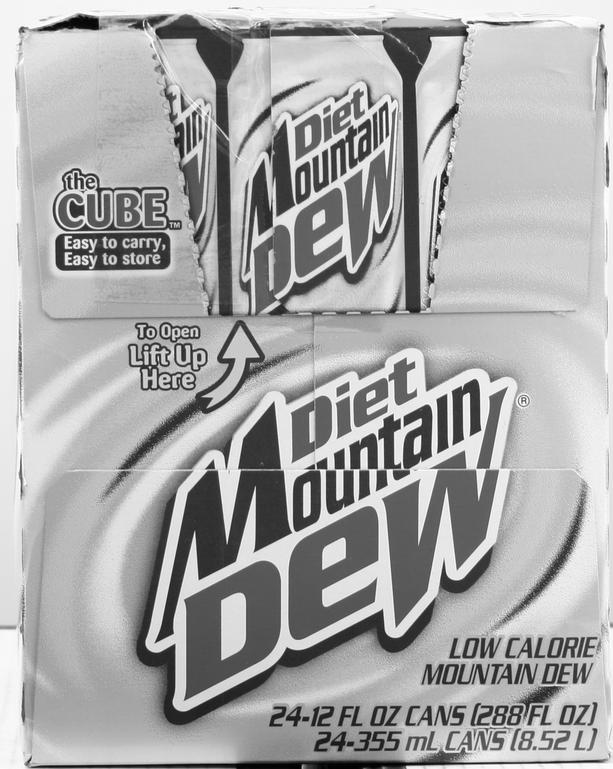 Diet
Mountain
Dew
ain
the
CUBE™
Easy to carry,
Easy to store
To Open
Lift Up
Here
Diet
Mountain
Dew®
LOW CALORIE
MOUNTAIN DEW
24-12 FL OZ CANS (288 FL OZ)
24-355 mL CANS (8.52 L)